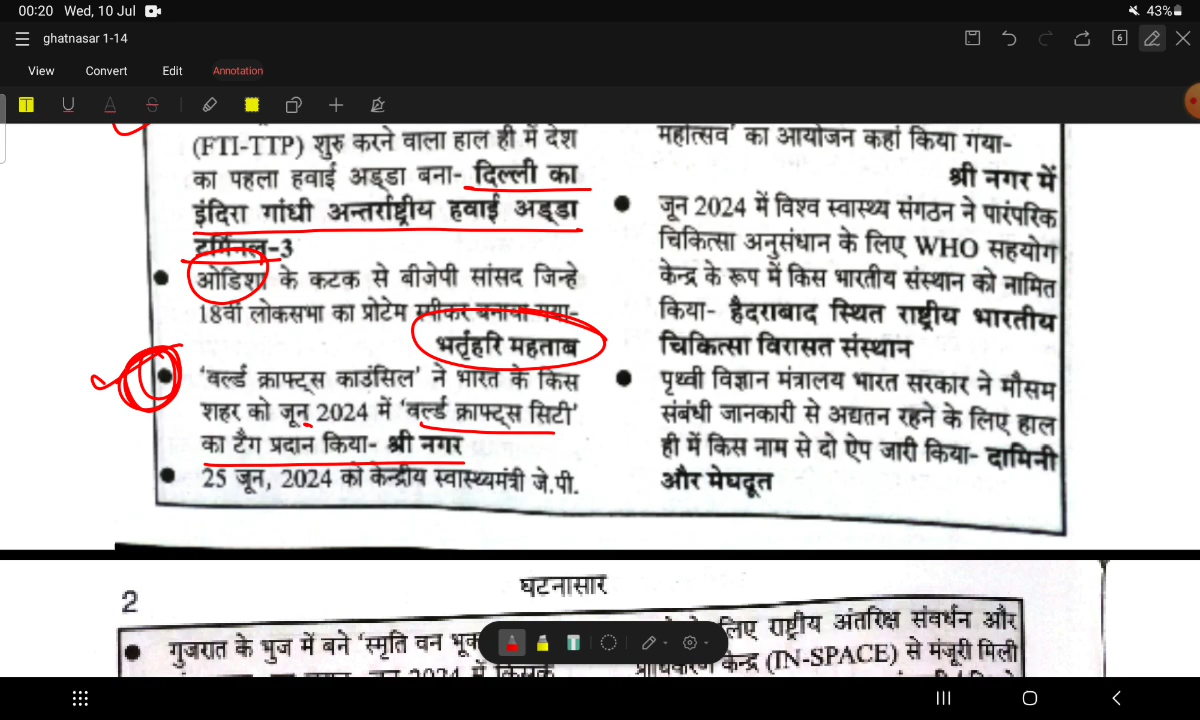 00:20 Wed, 10 Jul
43%
ghatnasar 1-14
6
View Convert Edit Annotation
T U A S
(FTI-TTP) शुरु करने वाला हाल ही में देश
का पहला हवाई अड्डा बना- दिल्ली का
इंदिरा गांधी अन्तर्राष्ट्रीय हवाई अड्डा
टर्मिनल-3
ओडिशा के कटक से बीजेपी सांसद जिन्हे
18वीं लोकसभा का प्रोटेम स्पीकर बनाया गया-
भर्तृहरि महताब
'वर्ल्ड क्राफ्ट्स काउंसिल' ने भारत के किस
शहर को जून 2024 में 'वर्ल्ड क्राफ्ट्स सिटी'
का टैग प्रदान किया- श्री नगर
25 जून, 2024 को केन्द्रीय स्वास्थ्यमंत्री जे.पी.
महोत्सव' का आयोजन कहां किया गया-
श्री नगर में
जून 2024 में विश्व स्वास्थ्य संगठन ने पारंपरिक
चिकित्सा अनुसंधान के लिए WHO सहयोग
केन्द्र के रूप में किस भारतीय संस्थान को नामित
किया- हैदराबाद स्थित राष्ट्रीय भारतीय
चिकित्सा विरासत संस्थान
पृथ्वी विज्ञान मंत्रालय भारत सरकार ने मौसम
संबंधी जानकारी से अद्यतन रहने के लिए हाल
ही में किस नाम से दो ऐप जारी किया- दामिनी
और मेघदूत
2
घटनासार
गुजरात के भुज में बने 'स्मृति वन
2024 में किसके
लिए राष्ट्रीय अंतरिक्ष संवर्धन और
केन्द्र (IN-SPACE) से मंजूरी मिली